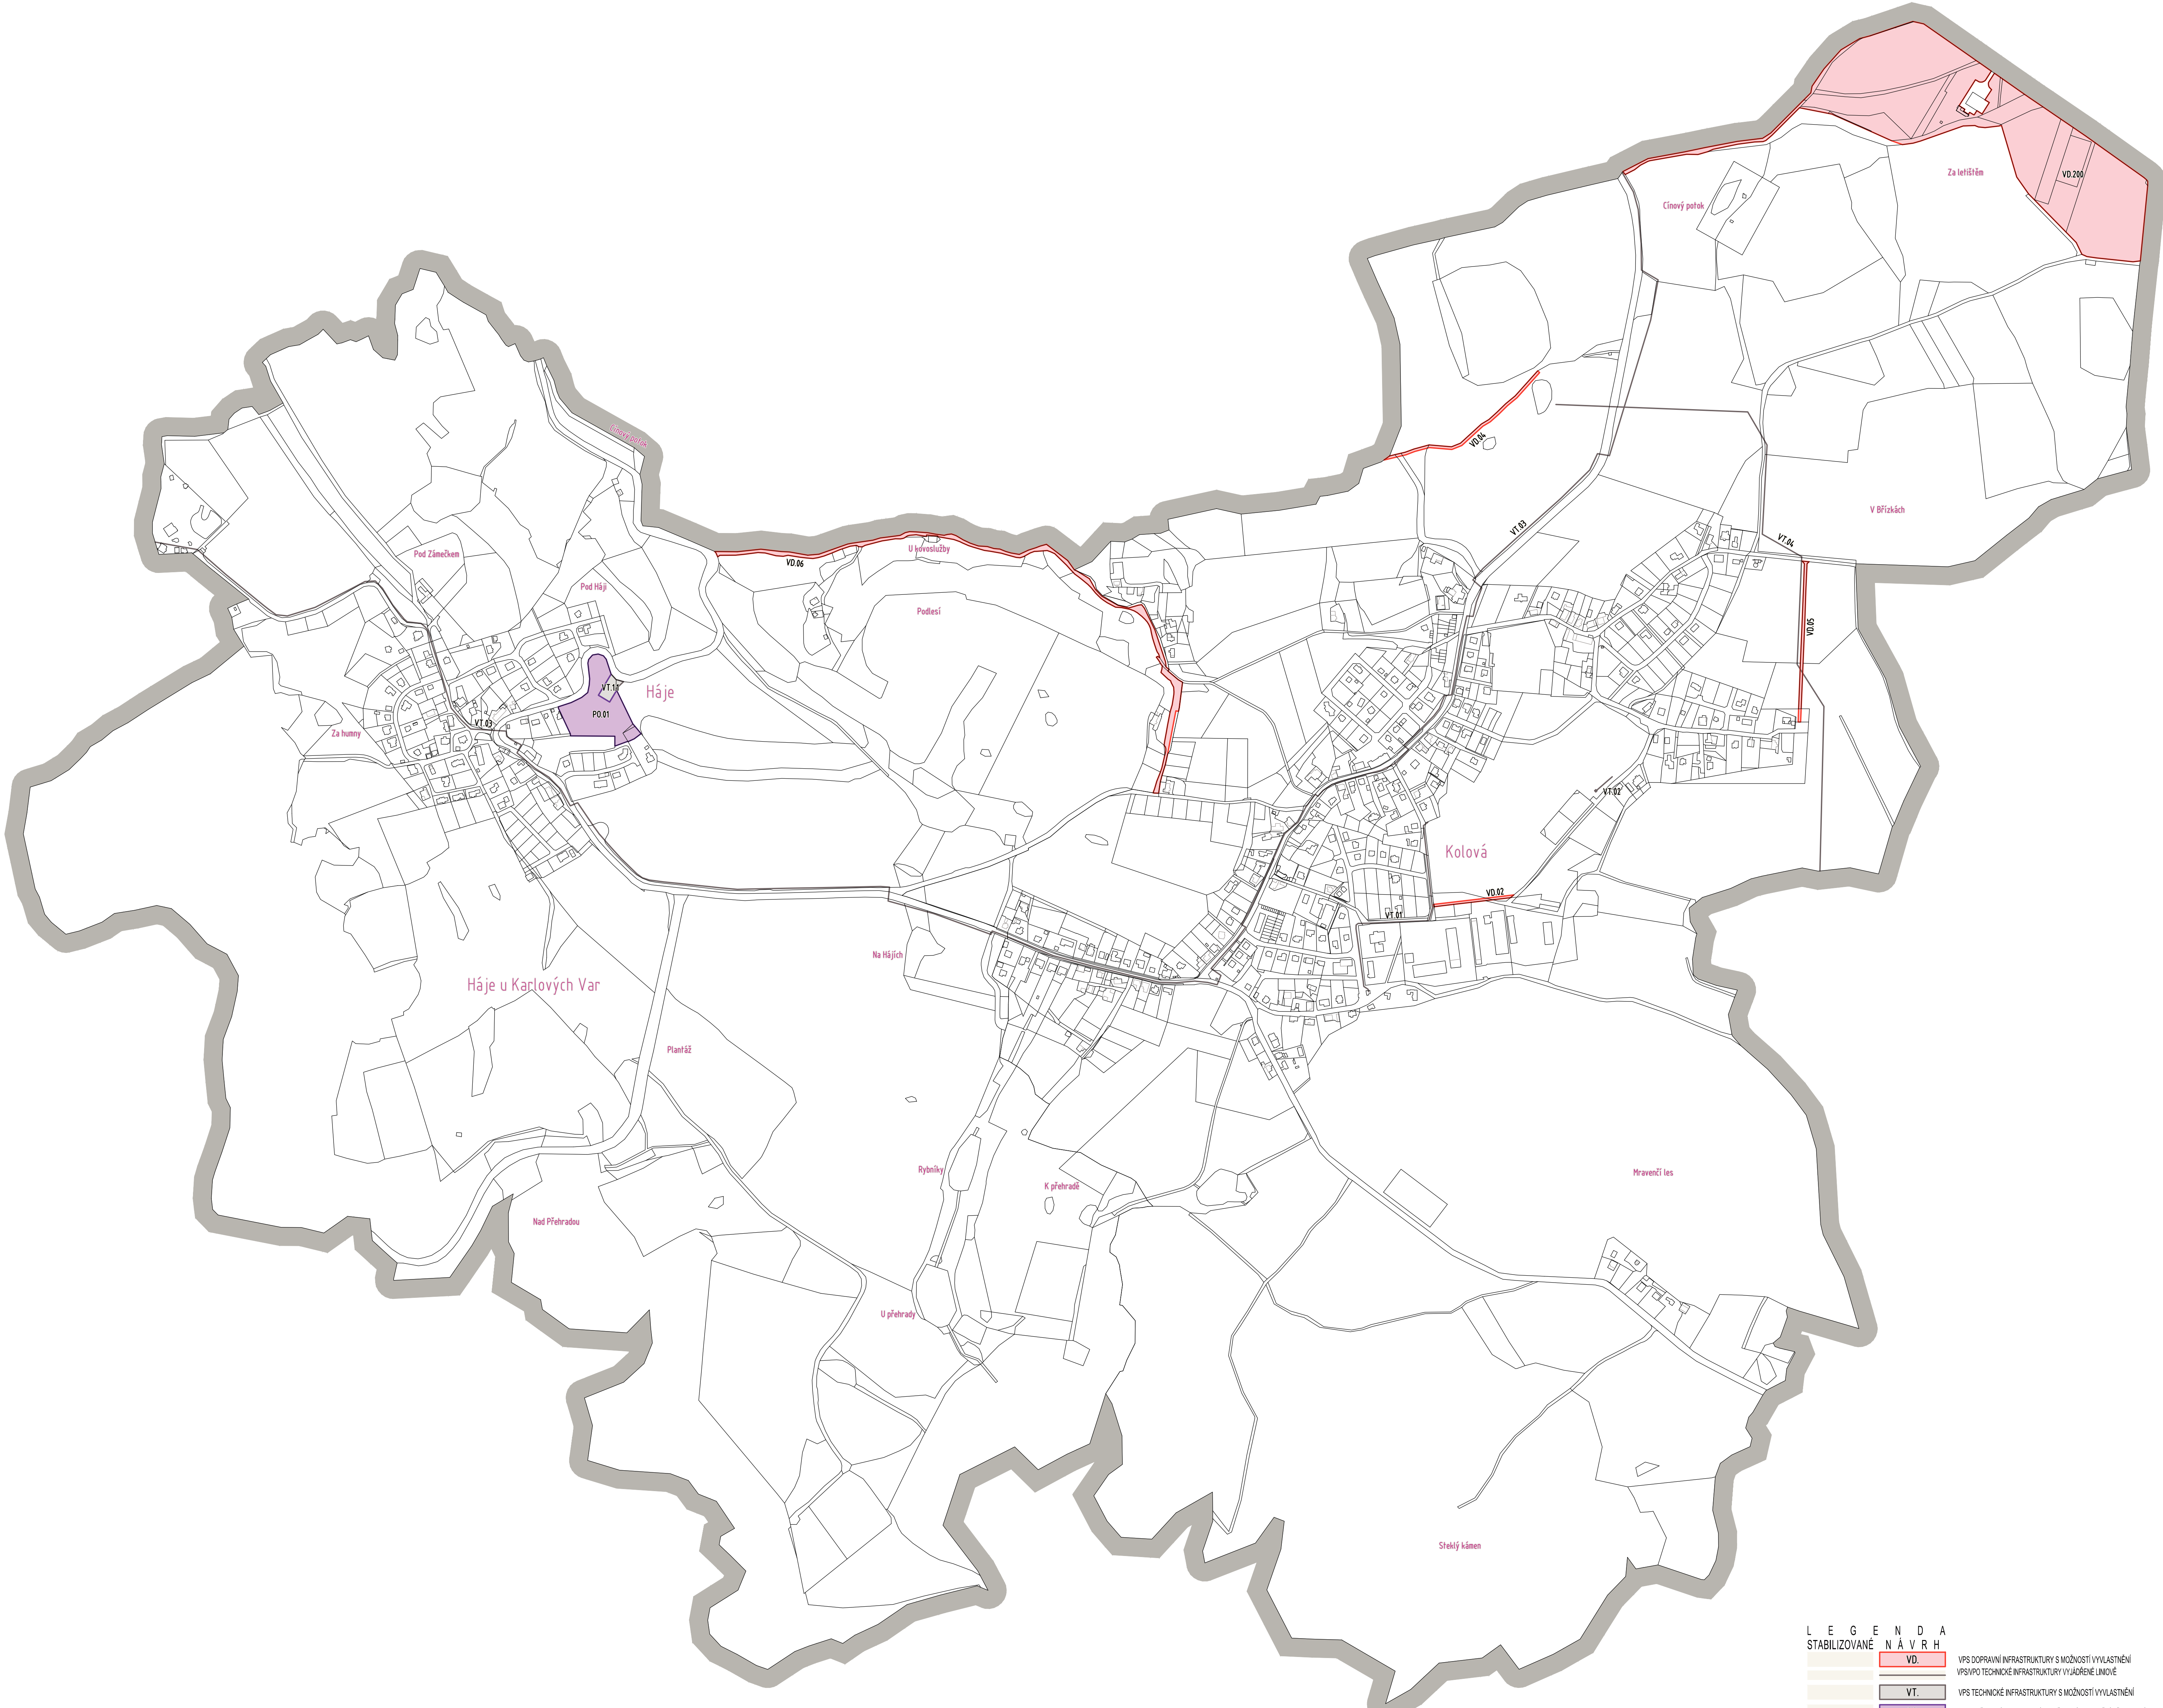 Za letištěm
VD.200
Cínový potok
VD.04
Cínový potok
V Břízkách
VT.03
VT.04
U kovoslužby
Pod Zámečkem
VD.06
Pod Háji
Podlesí
VD.05
VT.11
Háje
PO.01
VT.03
Za humny
VT.02
Kolová
VD.02
VT.01
Na Hájích
Háje u Karlových Var
Plantáž
Rybníky
Mravenčí les
K přehradě
Nad Přehradou
U přehrady
Steklý kámen
L E G E N D A
STABILIZOVANÉ N Á V R H
VD. VPS DOPRAVNÍ INFRASTRUKTURY S MOŽNOSTÍ VYVLASTNĚNÍ
VPS/VPO TECHNICKÉ INFRASTRUKTURY VYJÁDŘENÉ LINIOVĚ
VT. VPS TECHNICKÉ INFRASTRUKTURY S MOŽNOSTÍ VYVLASTNĚNÍ